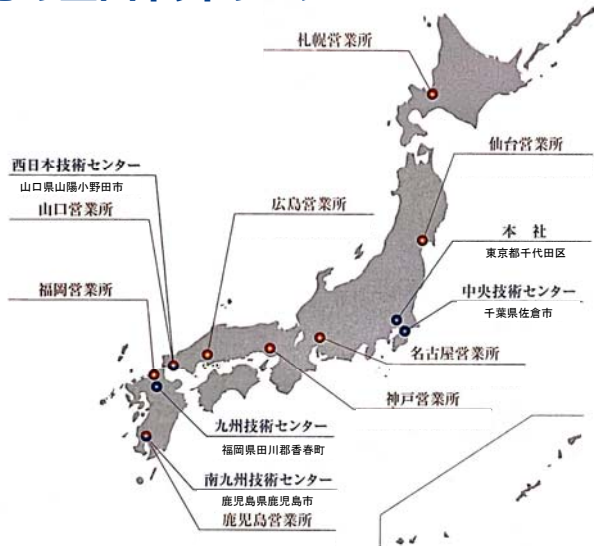 札幌営業所
仙台営業所
西日本技術センター
山口県山陽小野田市
山口営業所
広島営業所
本 社
東京都千代田区
福岡営業所
中央技術センター
千葉県佐倉市
名古屋営業所
神戸営業所
九州技術センター
福岡県田川郡香春町
南九州技術センター
鹿児島県鹿児島市
鹿児島営業所